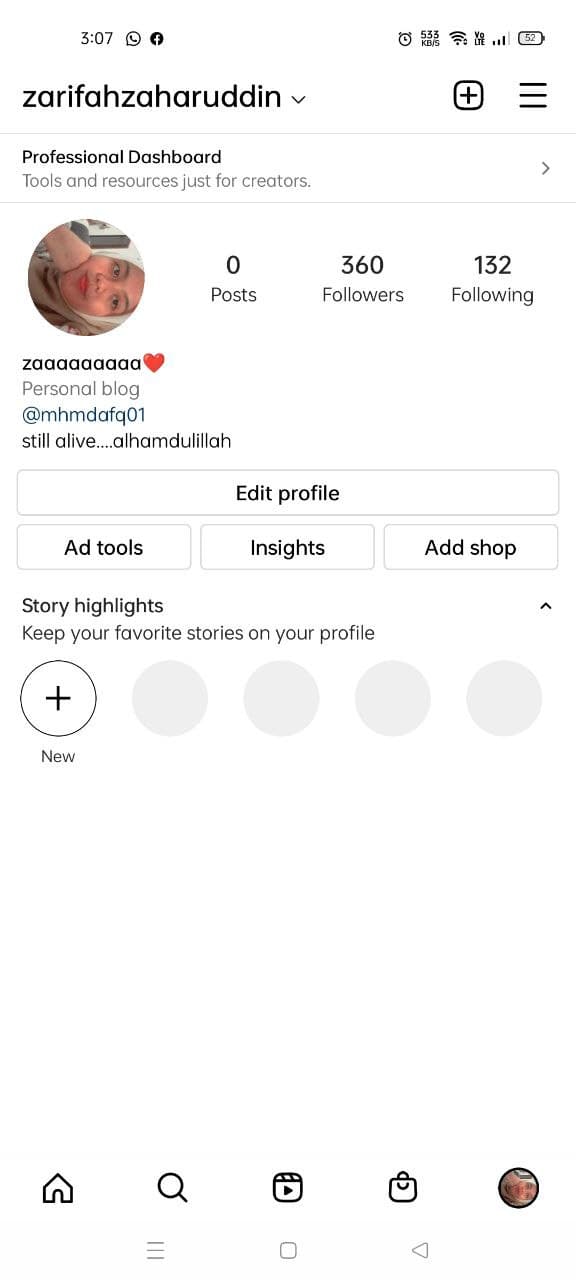 3:07 533 KB/S VO LTE 52
zarifahzaharuddin
Professional Dashboard
Tools and resources just for creators.
0 360 132
Posts Followers Following
zaaaaaaaaa❤️
Personal blog
@mhmdafq01
still alive....alhamdulillah
Edit profile
Ad tools Insights Add shop
Story highlights
Keep your favorite stories on your profile
New